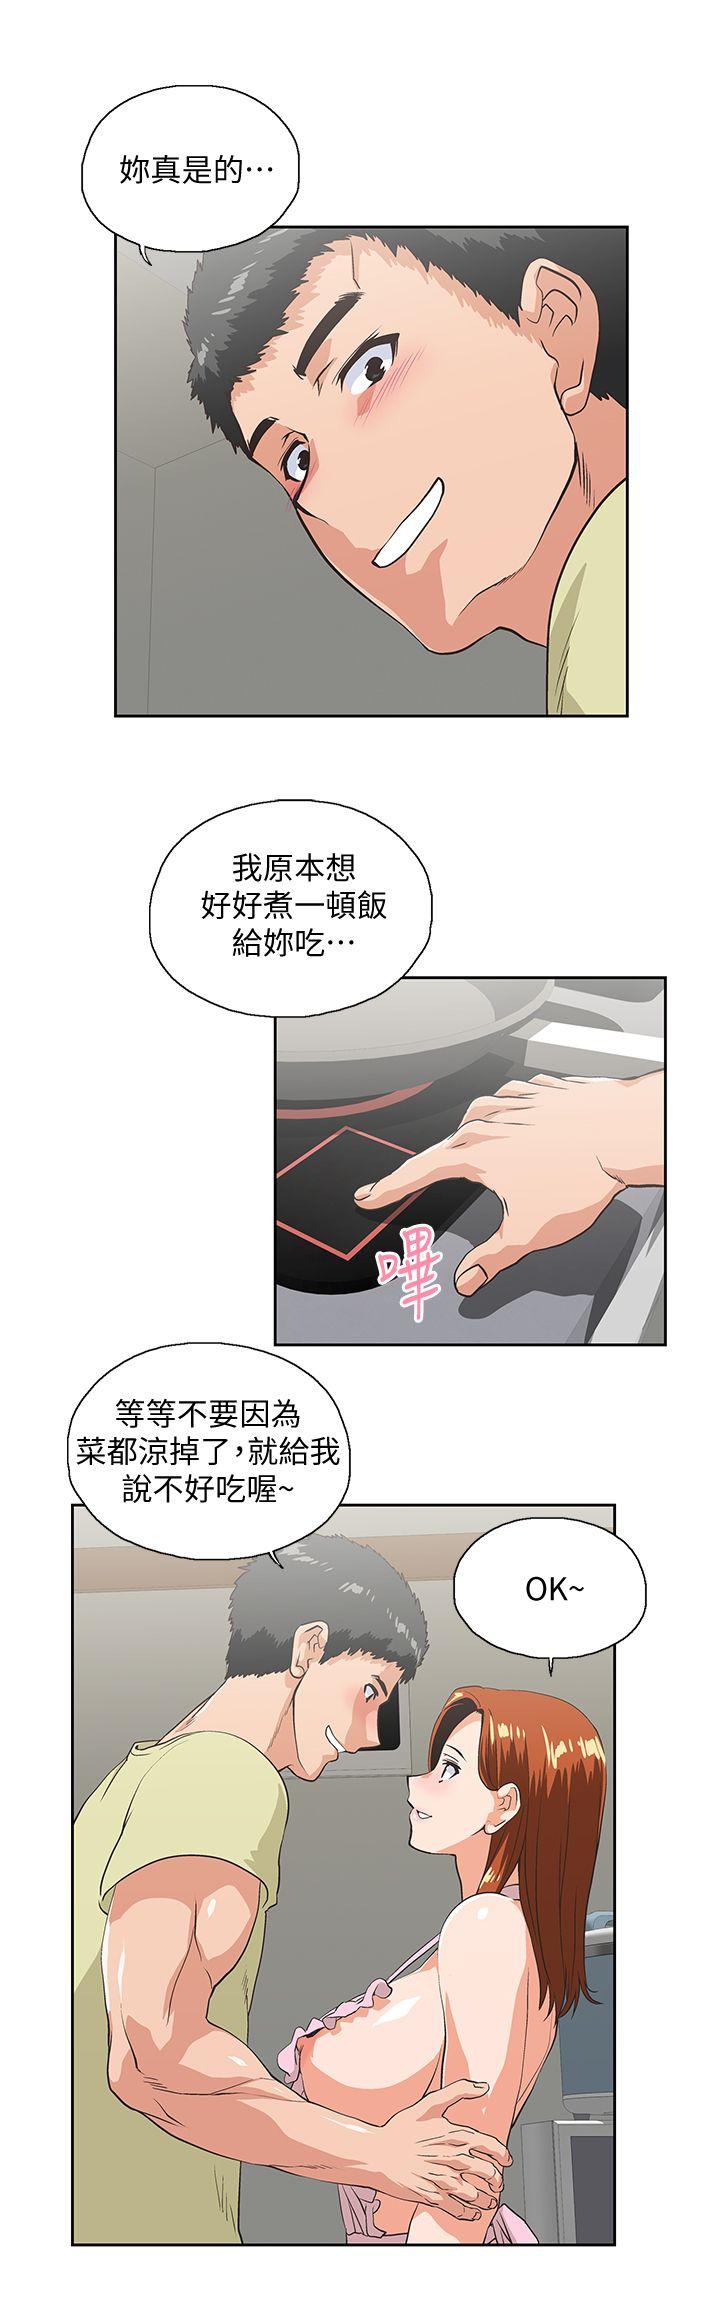 妳真是的…
我原本想
好好煮一頓飯
給妳吃…
嗶
等等不要因為
菜都涼掉了，就給我
說不好吃喔~
OK~